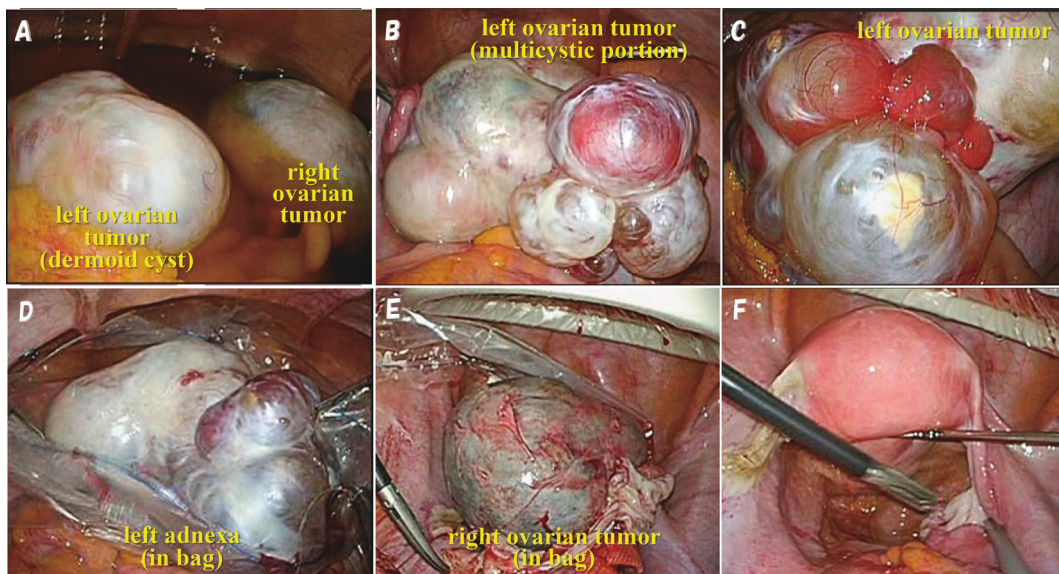 A
left ovarian
tumor
(dermoid cyst)
right
ovarian
tumor
B
left ovarian tumor
(multicystic portion)
C
left ovarian tumor
D
left adnexa
(in bag)
E
right ovarian tumor
(in bag)
F